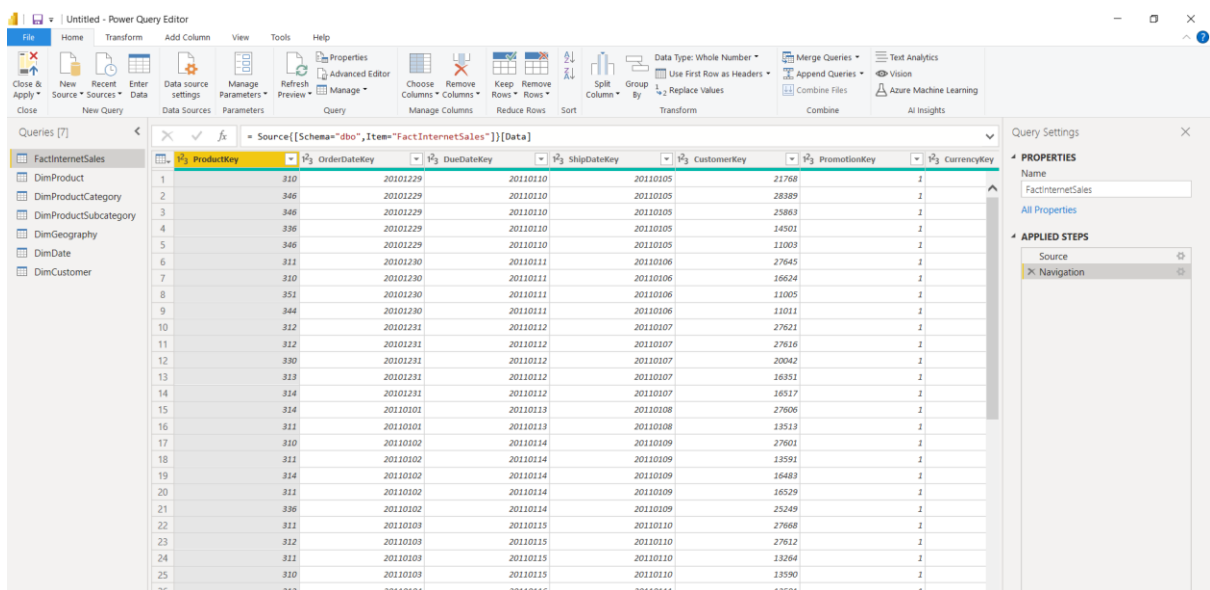 Untitled - Power Query Editor
File Home Transform Add Column View Tools Help
Close & Apply
New Source
Recent Sources
Enter Data
Data source settings
Manage Parameters
Refresh Preview
Properties
Advanced Editor
Manage
Choose Columns
Remove Columns
Keep Rows
Remove Rows
Split Column
Group By
Data Type: Whole Number
Use First Row as Headers
Replace Values
Merge Queries
Append Queries
Combine Files
Text Analytics
Vision
Azure Machine Learning
Close New Query Data Sources Parameters Query Manage Columns Reduce Rows Sort Transform Combine AI Insights
Queries [7]
FactInternetSales
DimProduct
DimProductCategory
DimProductSubcategory
DimGeography
DimDate
DimCustomer
fx = Source{[Schema="dbo",Item="FactInternetSales"]}[Data]
ProductKey OrderDateKey DueDateKey ShipDateKey CustomerKey PromotionKey CurrencyKey
1 310 20101229 20110110 20110105 21768 1
2 346 20101229 20110110 20110105 28389 1
3 346 20101229 20110110 20110105 25863 1
4 336 20101229 20110110 20110105 14501 1
5 346 20101229 20110110 20110105 11003 1
6 311 20101230 20110111 20110106 27645 1
7 310 20101230 20110111 20110106 16624 1
8 351 20101230 20110111 20110106 11005 1
9 344 20101230 20110111 20110106 11011 1
10 312 20101231 20110112 20110107 27621 1
11 312 20101231 20110112 20110107 27616 1
12 330 20101231 20110112 20110107 20042 1
13 313 20101231 20110112 20110107 16351 1
14 314 20101231 20110112 20110107 16517 1
15 314 20110101 20110113 20110108 27606 1
16 311 20110101 20110113 20110108 13513 1
17 310 20110102 20110114 20110109 27601 1
18 311 20110102 20110114 20110109 13591 1
19 314 20110102 20110114 20110109 16483 1
20 311 20110102 20110114 20110109 16529 1
21 336 20110102 20110114 20110109 25249 1
22 311 20110103 20110115 20110110 27668 1
23 312 20110103 20110115 20110110 27612 1
24 311 20110103 20110115 20110110 13264 1
25 310 20110103 20110115 20110110 13590 1
Query Settings
PROPERTIES
Name
FactInternetSales
All Properties
APPLIED STEPS
Source
Navigation